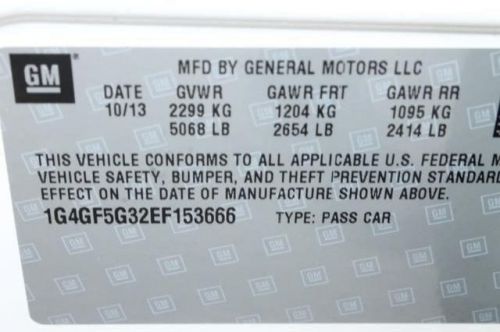 GM
MFD BY GENERAL MOTORS LLC
DATE GVWR GAWR FRT GAWR RR
10/13 2299 KG 1204 KG 1095 KG
5068 LB 2654 LB 2414 LB
THIS VEHICLE CONFORMS TO ALL APPLICABLE U.S. FEDERAL M
VEHICLE SAFETY, BUMPER, AND THEFT PREVENTION STANDARD
EFFECT ON THE DATE OF MANUFACTURE SHOWN ABOVE.
1G4GF5G32EF153666 TYPE: PASS CAR